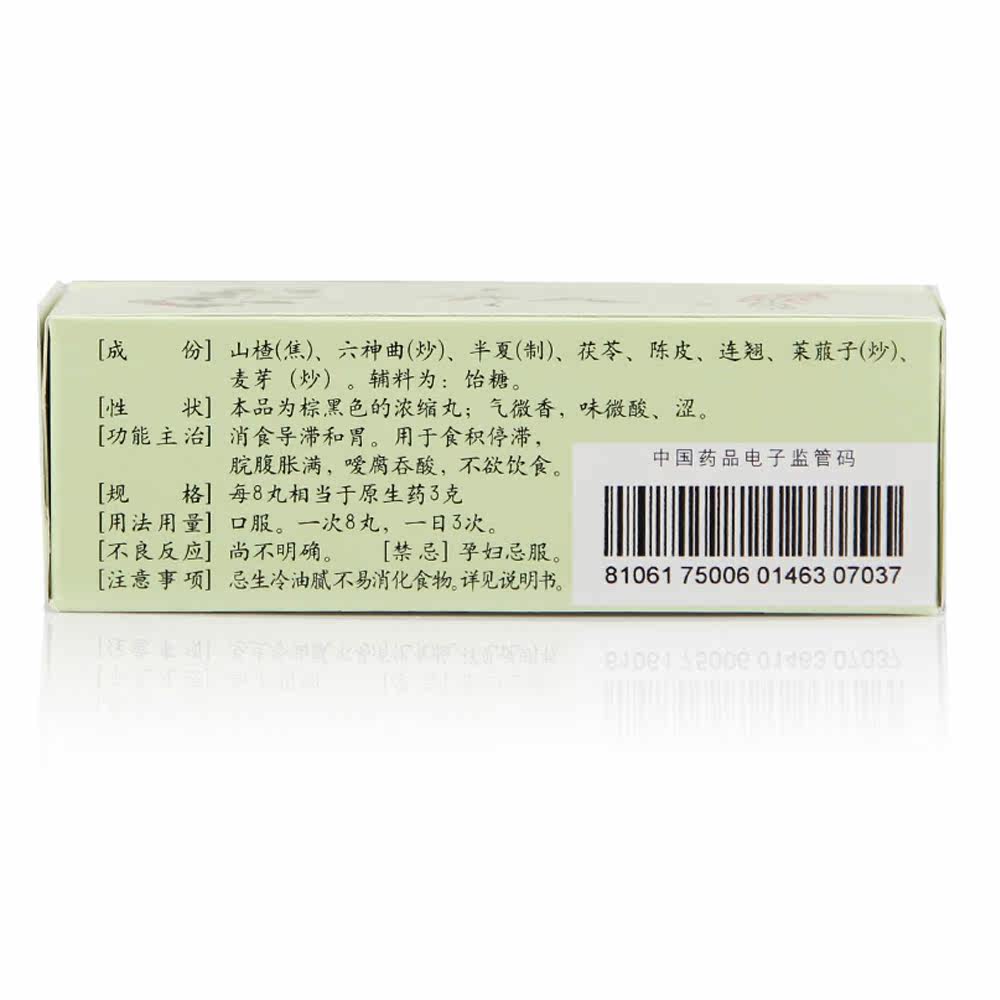 [成 份] 山楂(焦)、六神曲(炒)、半夏(制)、茯苓、陈皮、连翘、莱菔子(炒)、
麦芽(炒)。辅料为:饴糖。
[性 状] 本品为棕黑色的浓缩丸;气微香,味微酸、涩。
[功能主治] 消食导滞和胃。用于食积停滞,
脘腹胀满,嗳腐吞酸,不欲饮食。
[规 格] 每8丸相当于原生药3克
[用法用量] 口服。一次8丸,一日3次。
[不良反应] 尚不明确。 [禁忌] 孕妇忌服。
[注意事项] 忌生冷油腻不易消化食物。详见说明书。
中国药品电子监管码
81061 75006 01463 07037